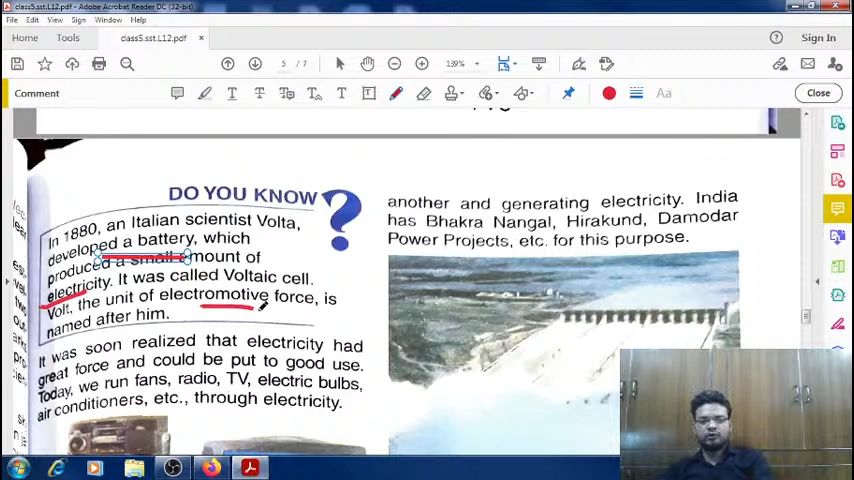 class5.sst.L12.pdf - Adobe Acrobat Reader DC (32-bit)
File Edit View Sign Window Help
Home Tools class5.sst.L12.pdf × Sign In
5 / 7 139%
Comment Aa Close
DO YOU KNOW
?
In 1880, an Italian scientist Volta,
developed a battery, which
produced a small amount of
electricity. It was called Voltaic cell.
Volt, the unit of electromotive force, is
named after him.
It was soon realized that electricity had
great force and could be put to good use.
Today, we run fans, radio, TV, electric bulbs,
air conditioners, etc., through electricity.
another and generating electricity. India
has Bhakra Nangal, Hirakund, Damodar
Power Projects, etc. for this purpose.